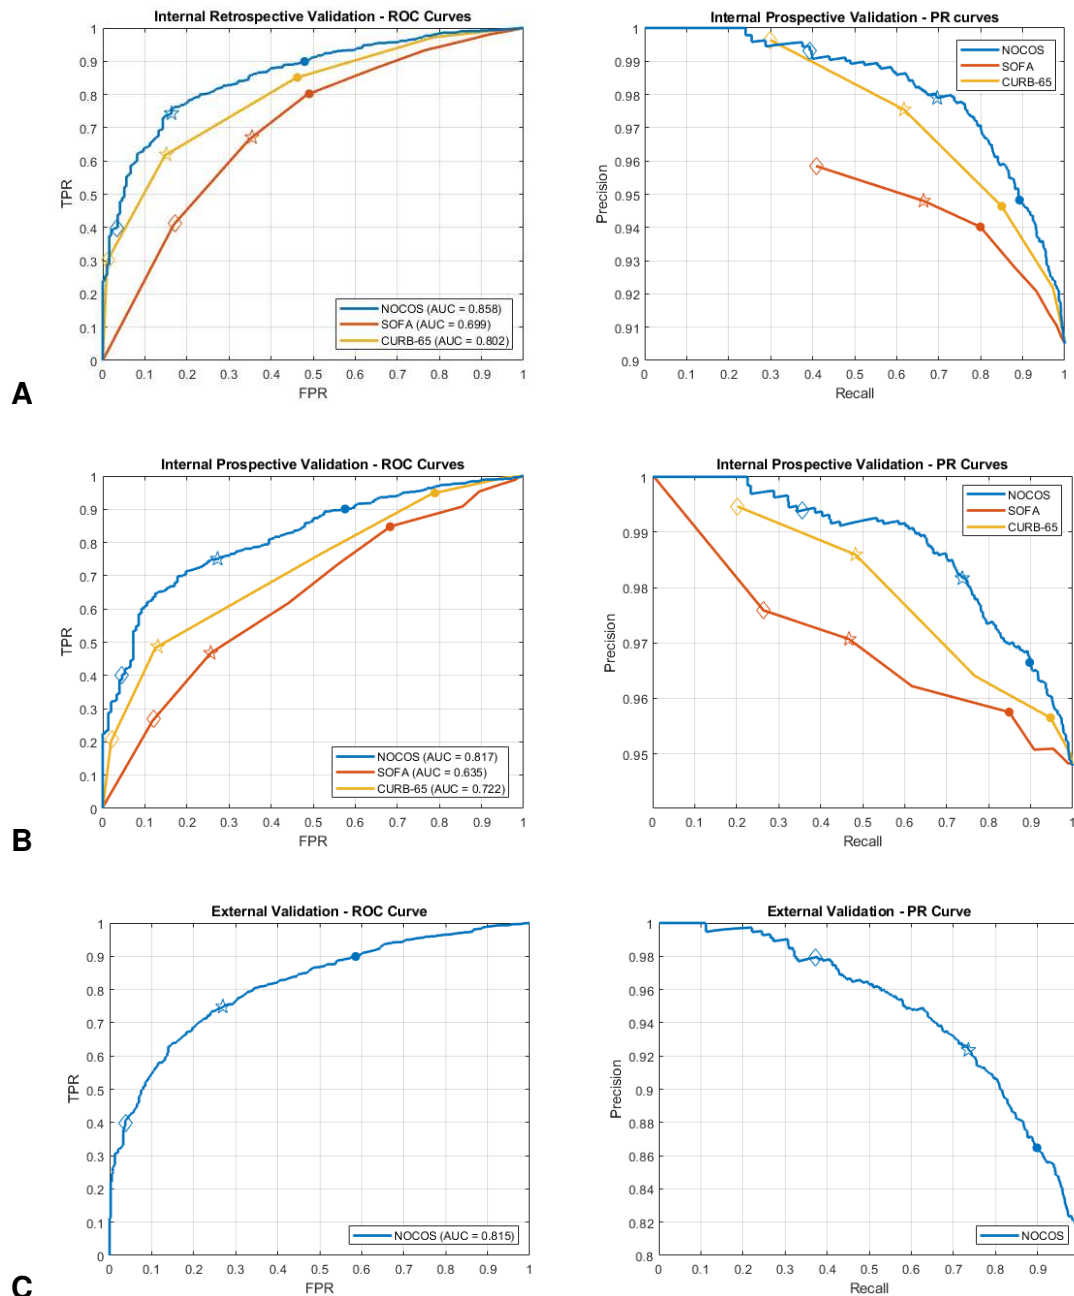 Internal Retrospective Validation - ROC Curves
1
0.9
0.8
0.7
0.6
0.5
0.4
0.3
0.2
0.1
0
TPR
NOCOS (AUC = 0.858)
SOFA (AUC = 0.699)
CURB-65 (AUC = 0.802)
0 0.1 0.2 0.3 0.4 0.5 0.6 0.7 0.8 0.9 1
FPR
Internal Prospective Validation - PR curves
1
0.99
0.98
0.97
0.96
0.95
0.94
0.93
0.92
0.91
0.9
Precision
NOCOS
SOFA
CURB-65
0 0.1 0.2 0.3 0.4 0.5 0.6 0.7 0.8 0.9 1
Recall
A
Internal Prospective Validation - ROC Curves
1
0.9
0.8
0.7
0.6
0.5
0.4
0.3
0.2
0.1
0
TPR
NOCOS (AUC = 0.817)
SOFA (AUC = 0.635)
CURB-65 (AUC = 0.722)
0 0.1 0.2 0.3 0.4 0.5 0.6 0.7 0.8 0.9 1
FPR
Internal Prospective Validation - PR Curves
1
0.99
0.98
0.97
0.96
0.95
Precision
NOCOS
SOFA
CURB-65
0 0.1 0.2 0.3 0.4 0.5 0.6 0.7 0.8 0.9 1
Recall
B
External Validation - ROC Curve
1
0.9
0.8
0.7
0.6
0.5
0.4
0.3
0.2
0.1
0
TPR
NOCOS (AUC = 0.815)
0 0.1 0.2 0.3 0.4 0.5 0.6 0.7 0.8 0.9 1
FPR
External Validation - PR Curve
1
0.98
0.96
0.94
0.92
0.9
0.88
0.86
0.84
0.82
0.8
Precision
NOCOS
0 0.1 0.2 0.3 0.4 0.5 0.6 0.7 0.8 0.9
Recall
C